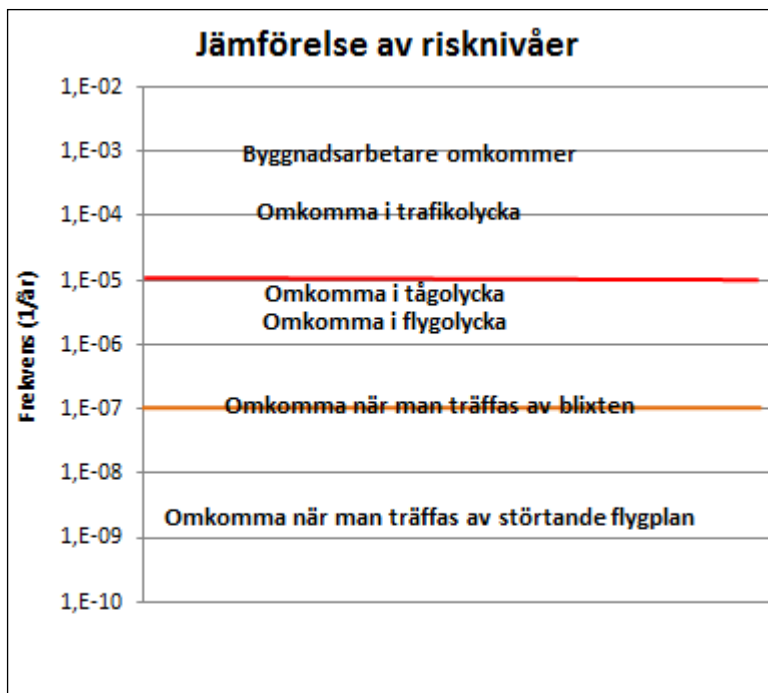 Jämförelse av risknivåer
1,E-02
1,E-03
Byggnadsarbetare omkommer
1,E-04
Omkomma i trafikolycka
1,E-05
Omkomma i tågolycka
Omkomma i flygolycka
1,E-06
1,E-07
Omkomma när man träffas av blixten
1,E-08
Omkomma när man träffas av störtande flygplan
1,E-09
1,E-10
Frekvens (1/år)